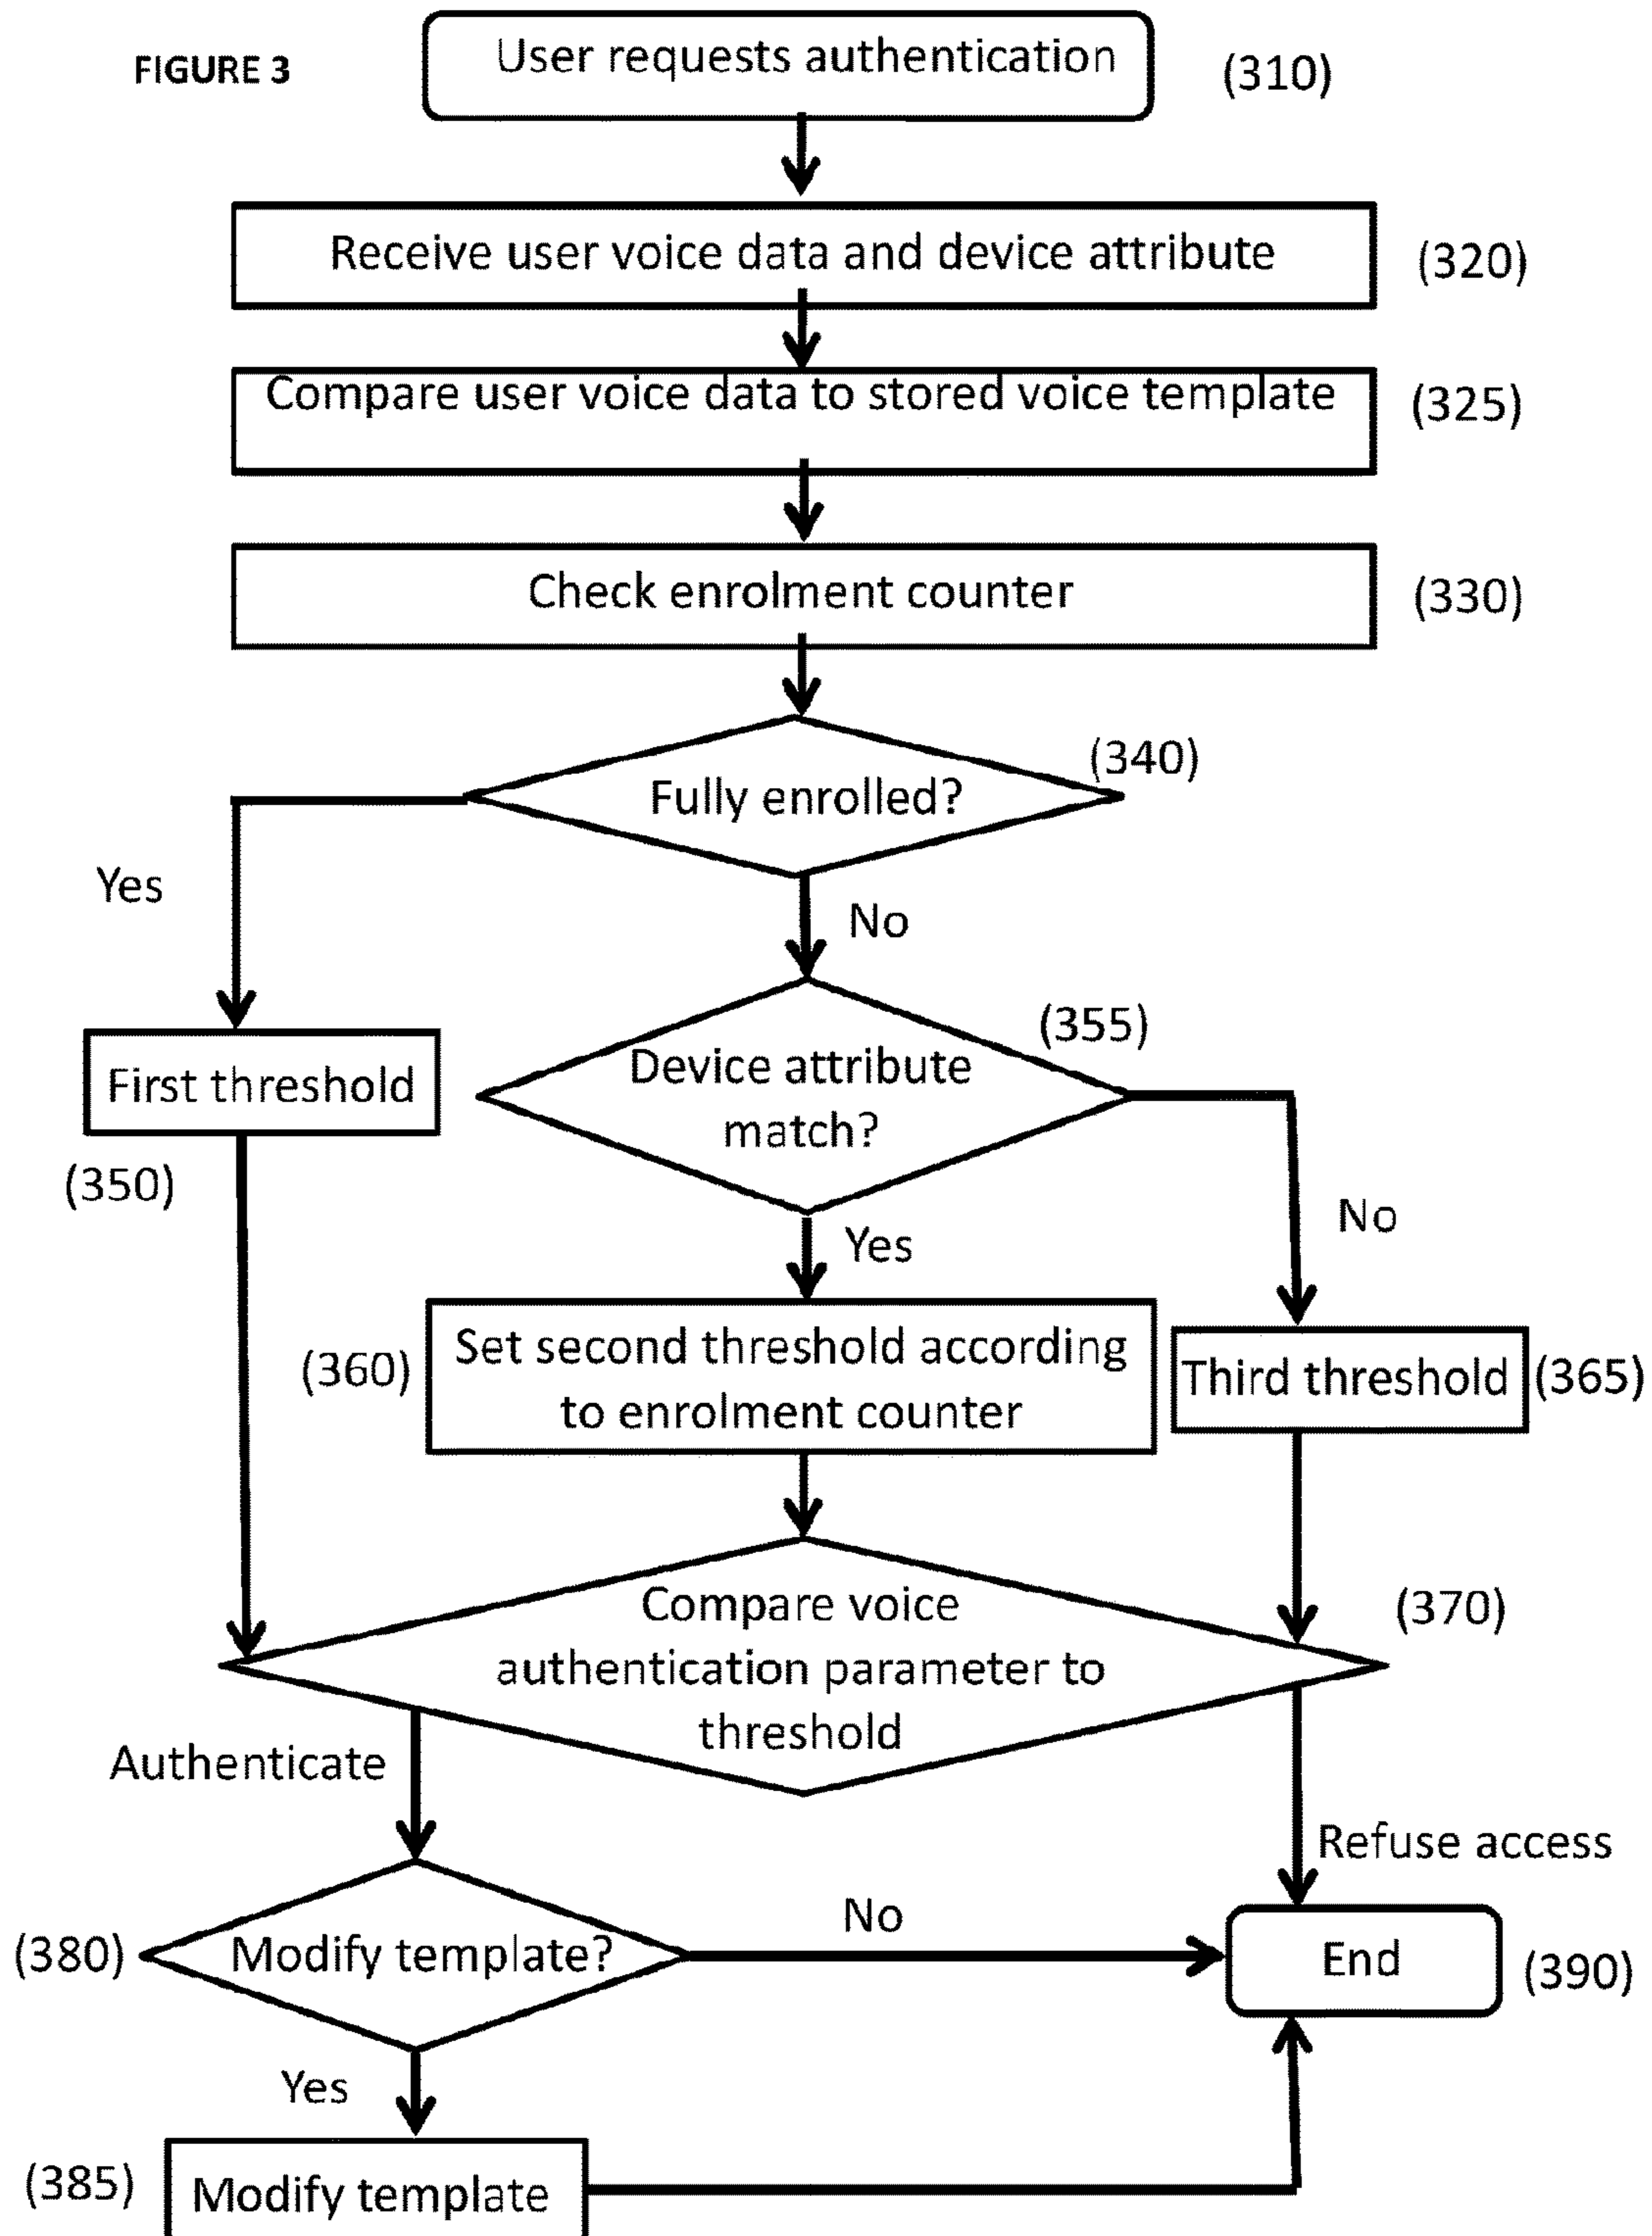 FIGURE 3
User requests authentication
(310)
Receive user voice data and device attribute
(320)
Compare user voice data to stored voice template
(325)
Check enrolment counter
(330)
Fully enrolled?
(340)
Yes
No
First threshold
(350)
Device attribute
match?
(355)
Yes
No
Set second threshold according
to enrolment counter
(360)
Third threshold
(365)
Compare voice
authentication parameter to
threshold
(370)
Authenticate
Refuse access
Modify template?
(380)
No
End
(390)
Yes
Modify template
(385)